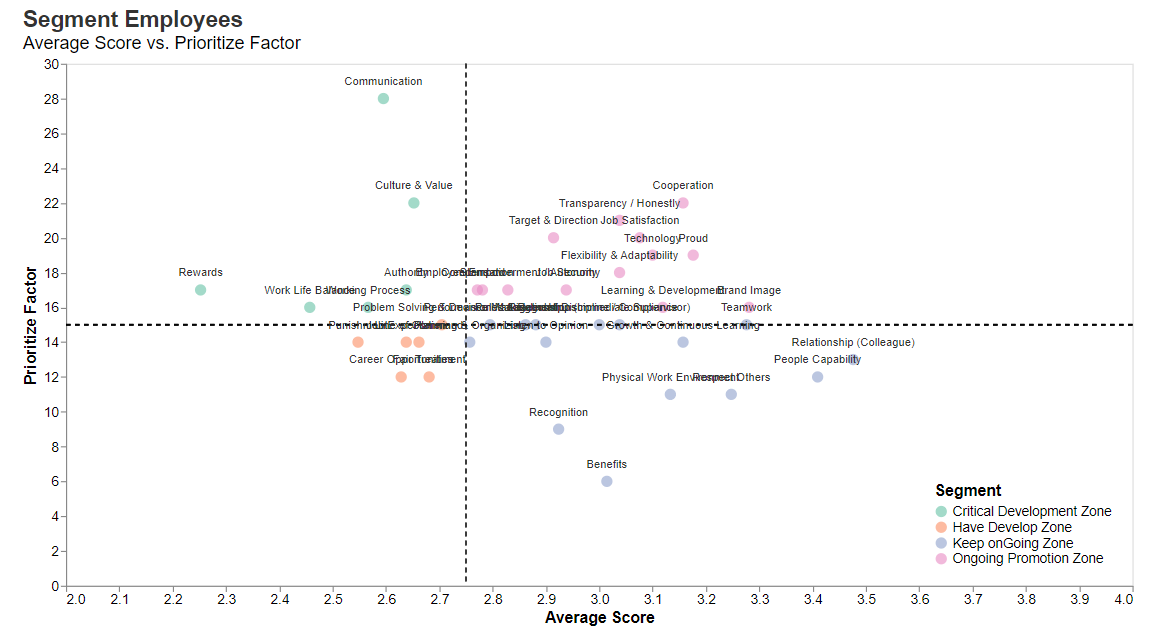 Segment Employees
Average Score vs. Prioritize Factor
30
Communication
28
26
24
Culture & Value
Cooperation
22
Transparency / Honestly
Target & Direction
Job Satisfaction
20
Technology
Proud
Flexibility & Adaptability
18
Rewards
Authority
16
Work Life Balance
Working Process
Learning & Development
Brand Image
Problem Solving
Teamwork
14
Growth & Continuous Learning
Relationship (Colleague)
12
Career Opportunities
Fair Treatment
People Capability
Physical Work Environment
Respect Others
10
Recognition
8
Benefits
6
4
2
0
Prioritize Factor
2.0
2.1
2.2
2.3
2.4
2.5
2.6
2.7
2.8
2.9
3.0
3.1
3.2
3.3
3.4
3.5
3.6
3.7
3.8
3.9
4.0
Average Score
Segment
Critical Development Zone
Have Develop Zone
Keep onGoing Zone
Ongoing Promotion Zone